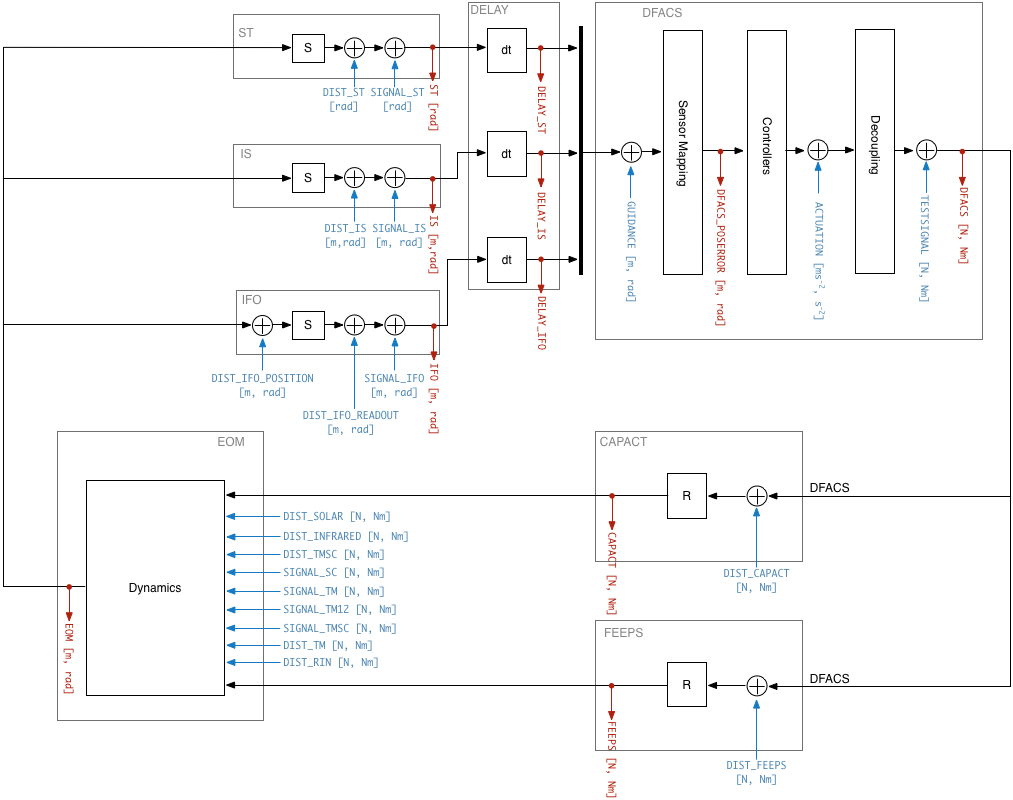 ST
S
DIST_ST
[rad]
SIGNAL_ST
[rad]
ST [rad]
DELAY
dt
DELAY_ST
IS
S
DIST_IS
[m,rad]
SIGNAL_IS
[m, rad]
IS [m,rad]
dt
DELAY_IS
IFO
S
DIST_IFO_POSITION
[m, rad]
DIST_IFO_READOUT
[m, rad]
SIGNAL_IFO
[m, rad]
IFO [m, rad]
dt
DELAY_IFO
DFACS
GUIDANCE [m, rad]
Sensor Mapping
DFACS_POSERROR [m, rad]
Controllers
ACTUATION [ms⁻², s⁻²]
Decoupling
TESTSIGNAL [N, Nm]
DFACS [N, Nm]
CAPACT
R
DFACS
CAPACT [N, Nm]
DIST_CAPACT
[N, Nm]
FEEPS
R
DFACS
FEEPS [N, Nm]
DIST_FEEPS
[N, Nm]
EOM
Dynamics
DIST_SOLAR [N, Nm]
DIST_INFRARED [N, Nm]
DIST_TMSC [N, Nm]
SIGNAL_SC [N, Nm]
SIGNAL_TM [N, Nm]
SIGNAL_TM12 [N, Nm]
SIGNAL_TMSC [N, Nm]
DIST_TM [N, Nm]
DIST_RIN [N, Nm]
EOM [m, rad]